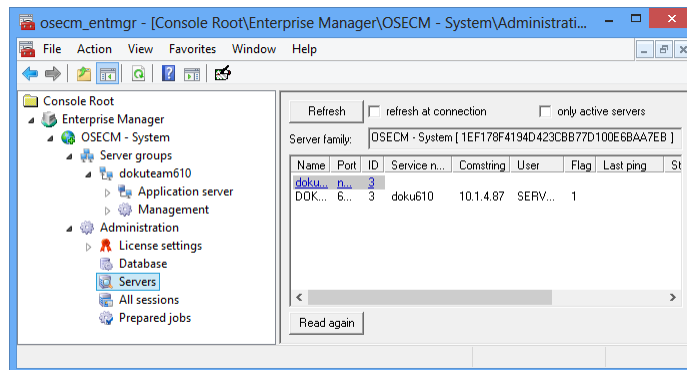 osecm_entmgr - [Console Root\Enterprise Manager\OSECM - System\Administrati...
File Action View Favorites Window Help
Console Root
Enterprise Manager
OSECM - System
Server groups
dokuteam610
Application server
Management
Administration
License settings
Database
Servers
All sessions
Prepared jobs
Refresh refresh at connection only active servers
Server family: OSECM - System [ 1EF178F4194D423CBB77D100E6BAA7EB ]
Name Port ID Service n... Comstring User Flag Last ping St
doku... n... 3
DOK... 6... 3 doku610 10.1.4.87 SERV... 1
Read again